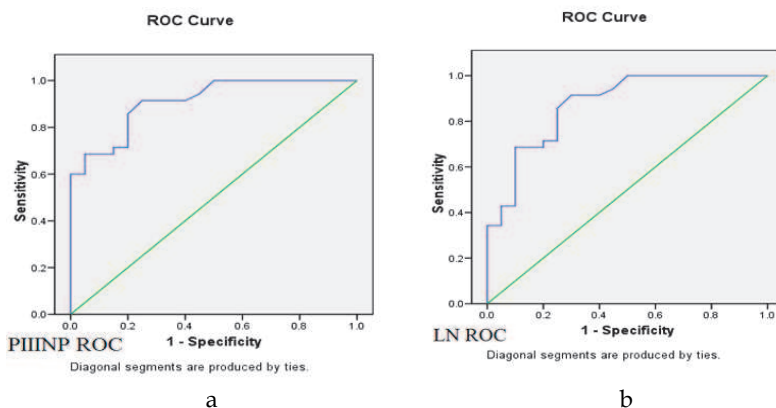 ROC Curve
1.0
0.8
0.6
0.4
0.2
0.0
Sensitivity
0.0 0.2 0.4 0.6 0.8 1.0
1 - Specificity
PIIINP ROC
Diagonal segments are produced by ties.
a
ROC Curve
1.0
0.8
0.6
0.4
0.2
0.0
Sensitivity
0.0 0.2 0.4 0.6 0.8 1.0
1 - Specificity
LN ROC
Diagonal segments are produced by ties.
b